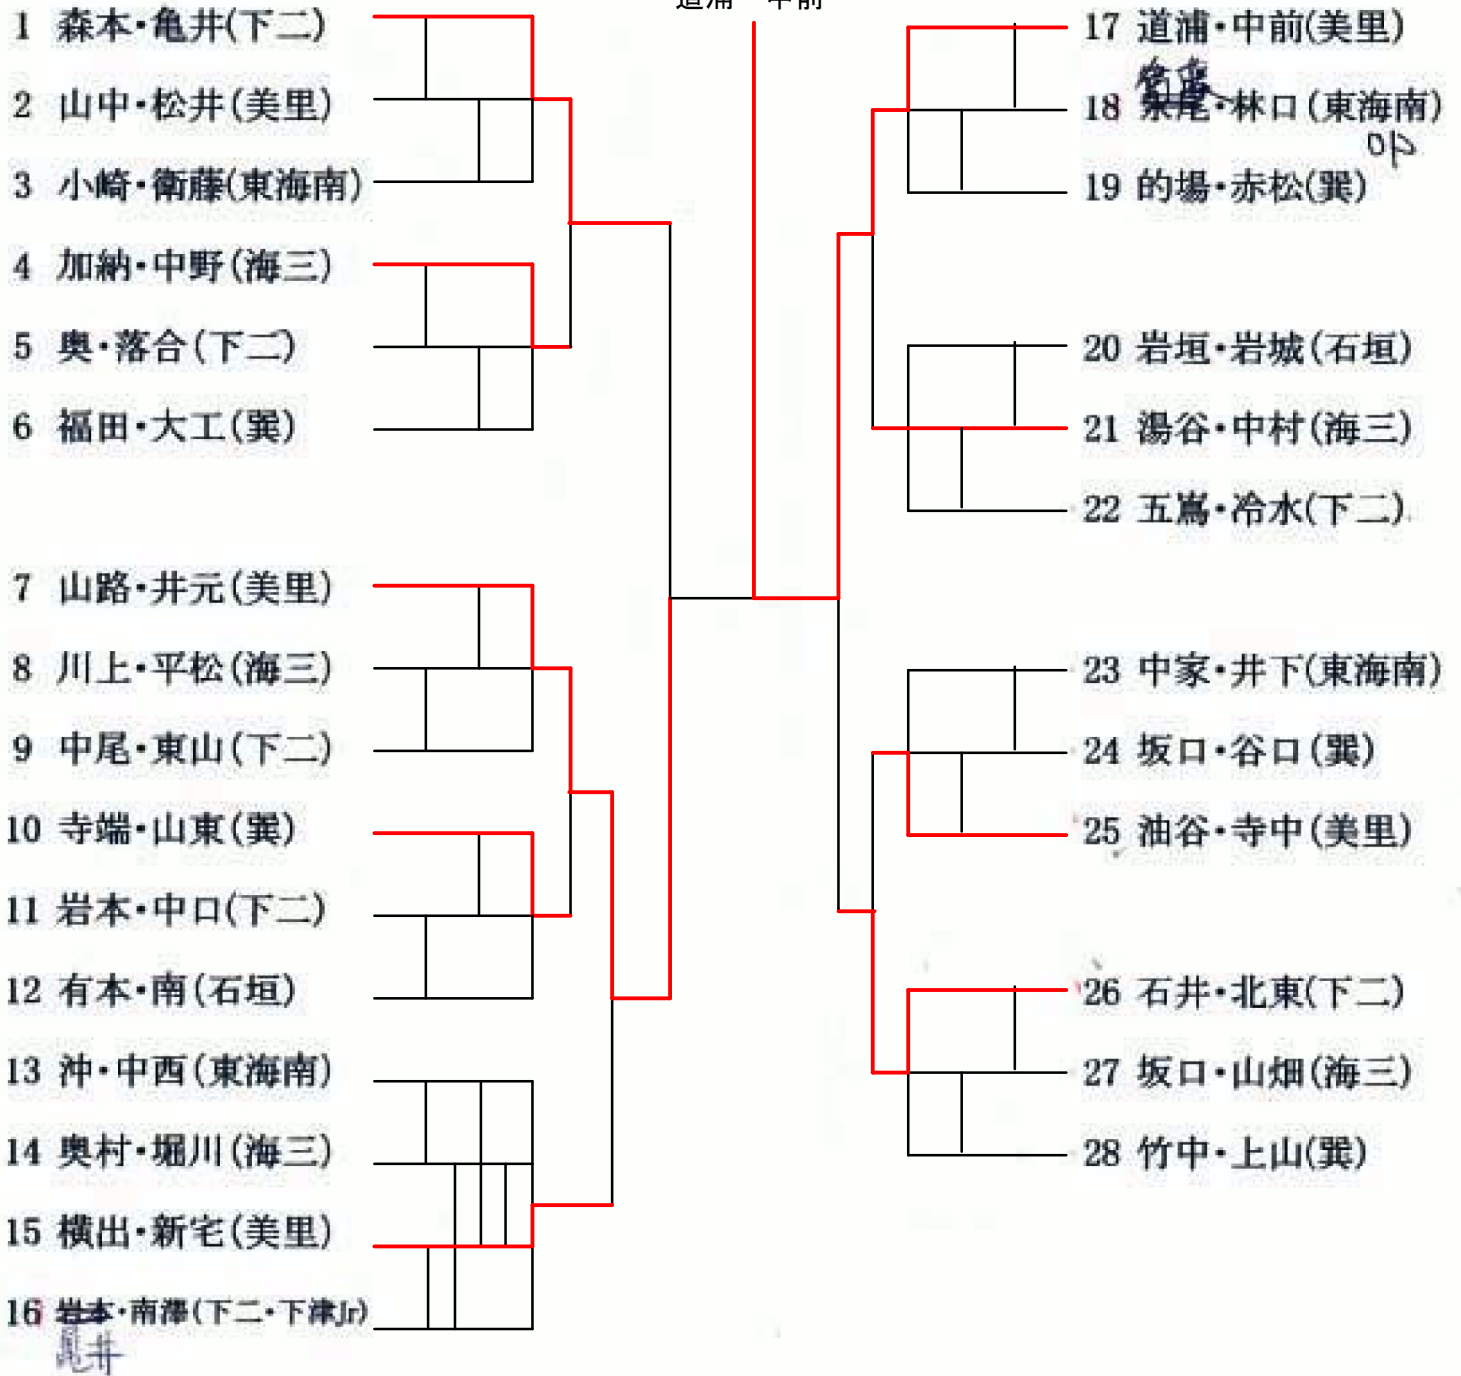 道浦 中前
1 森本・亀井(下二)
2 山中・松井(美里)
3 小崎・衛藤(東海南)
4 加納・中野(海三)
5 奥・落合(下二)
6 福田・大工(巽)
7 山路・井元(美里)
8 川上・平松(海三)
9 中尾・東山(下二)
10 寺端・山東(巽)
11 岩本・中口(下二)
12 有本・南(石垣)
13 沖・中西(東海南)
14 奥村・堀川(海三)
15 横出・新宅(美里)
16 岩本・南澤(下二・下津Jr)
亀井
17 道浦・中前(美里)
18 ・林口(東海南)
19 的場・赤松(巽)
20 岩垣・岩城(石垣)
21 湯谷・中村(海三)
22 五嶌・冷水(下二)
23 中家・井下(東海南)
24 坂口・谷口(巽)
25 油谷・寺中(美里)
26 石井・北東(下二)
27 坂口・山畑(海三)
28 竹中・上山(巽)